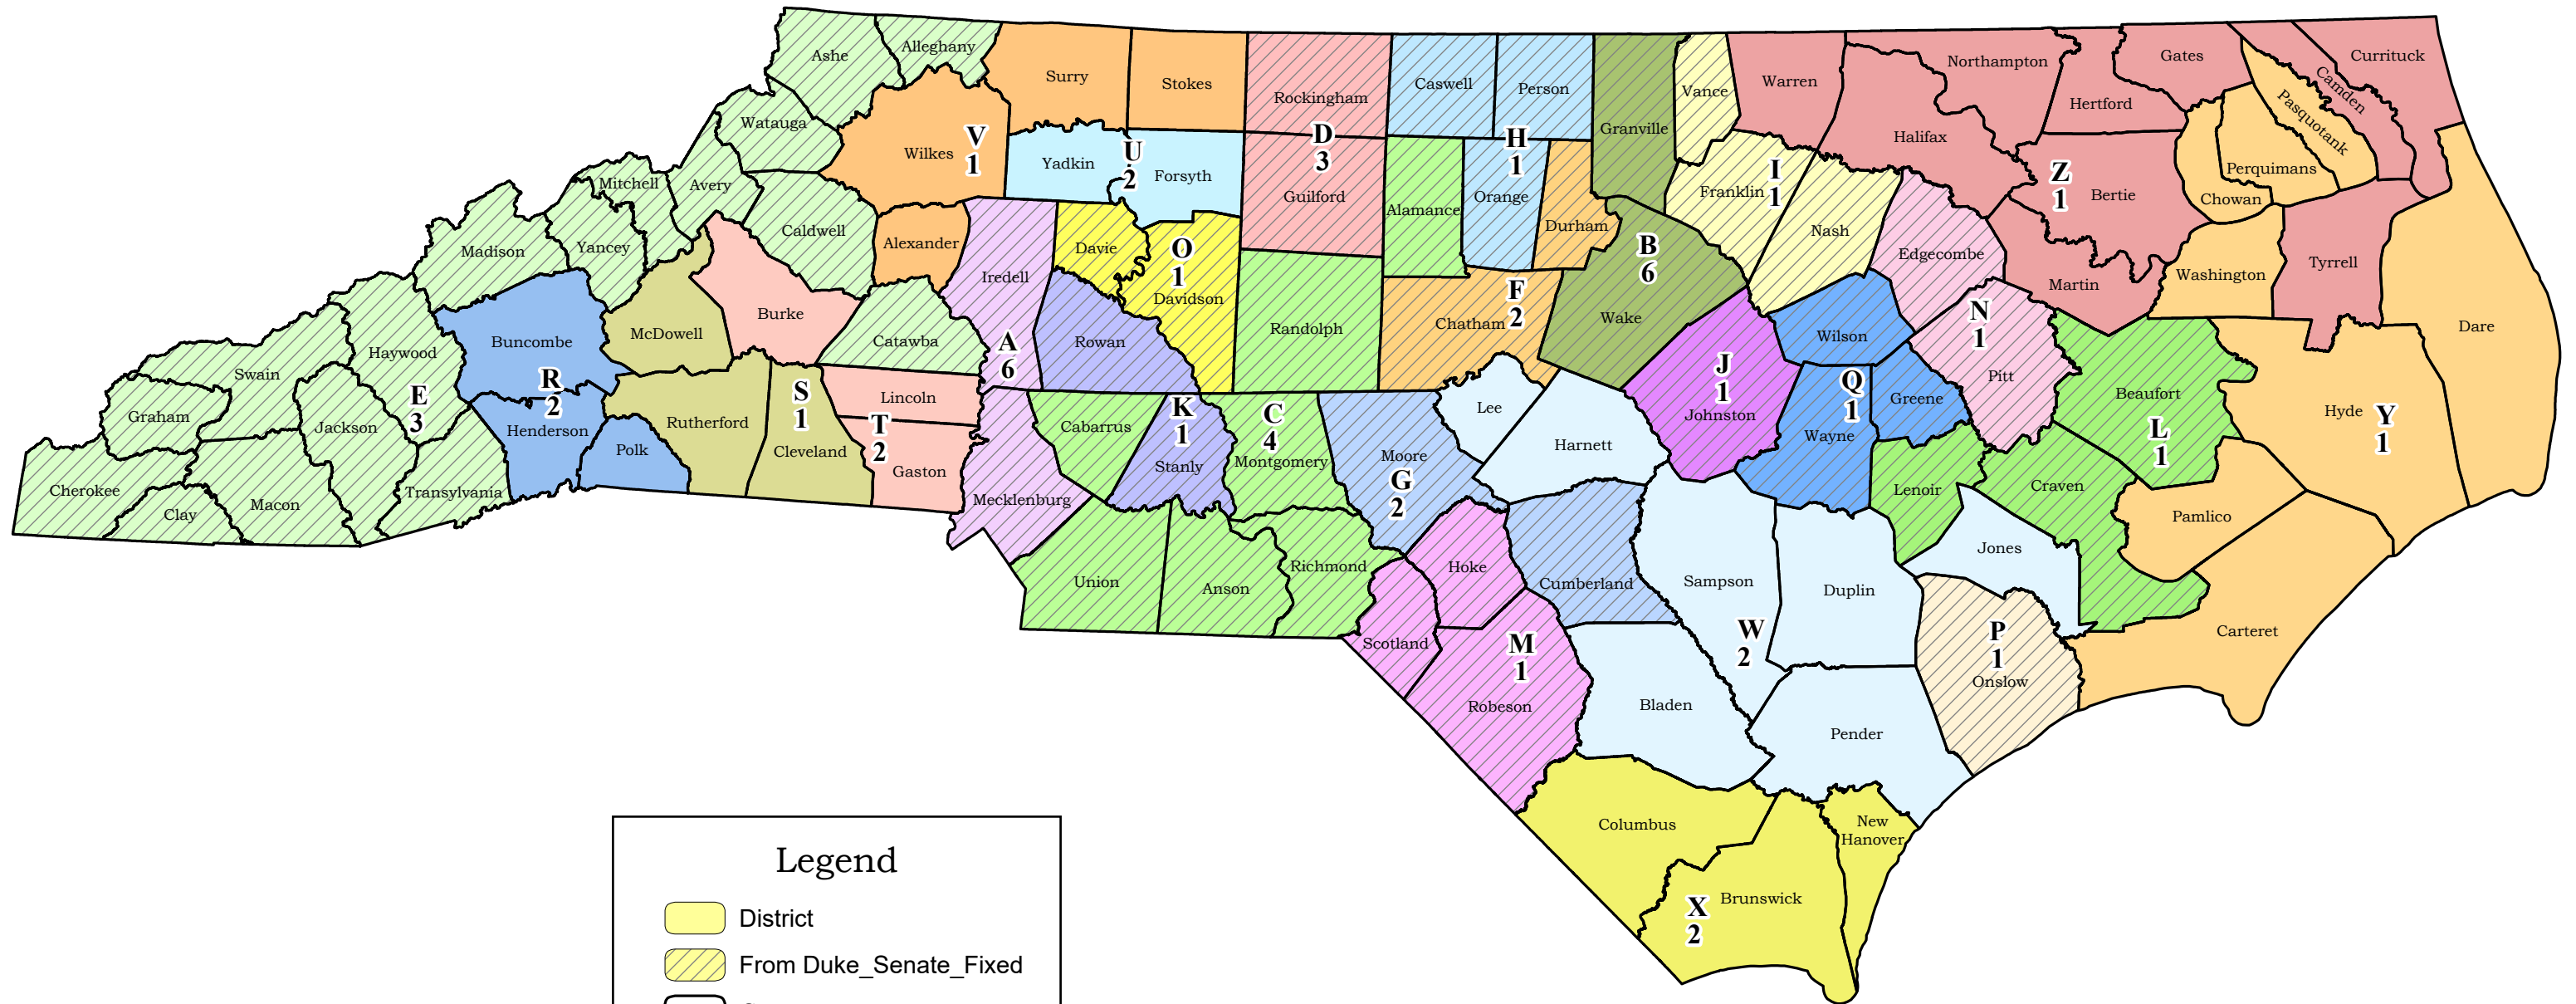 Ashe
Alleghany
Surry
Stokes
Rockingham
Caswell
Person
Granville
Vance
Warren
Northampton
Gates
Currituck
Camden
Pasquotank
Hertford
Halifax
Watauga
Wilkes
V
1
Yadkin
U
2
Forsyth
D
3
Guilford
H
1
Alamance
Orange
Durham
Franklin
I
1
Nash
Edgecombe
Z
1
Bertie
Perquimans
Chowan
Mitchell
Avery
Caldwell
Alexander
Madison
Yancey
Iredell
Davie
O
1
Davidson
Randolph
Chatham
F
2
B
6
Wake
Wilson
N
1
Pitt
Martin
Washington
Tyrrell
Dare
Buncombe
McDowell
Burke
Catawba
A
6
Rowan
Haywood
Swain
Graham
E
3
Jackson
R
2
Henderson
Polk
Rutherford
S
1
Cleveland
Lincoln
T
2
Gaston
Cabarrus
K
1
Stanly
C
4
Montgomery
Moore
G
2
Lee
Harnett
J
1
Johnston
Q
1
Wayne
Greene
Beaufort
L
1
Hyde
Y
1
Cherokee
Clay
Macon
Transylvania
Mecklenburg
Union
Anson
Richmond
Hoke
Cumberland
Sampson
Duplin
Lenoir
Craven
Jones
Pamlico
Carteret
Scotland
M
1
Robeson
W
2
Bladen
Pender
P
1
Onslow
Columbus
New
Hanover
Brunswick
X
2
Legend
District
From Duke_Senate_Fixed